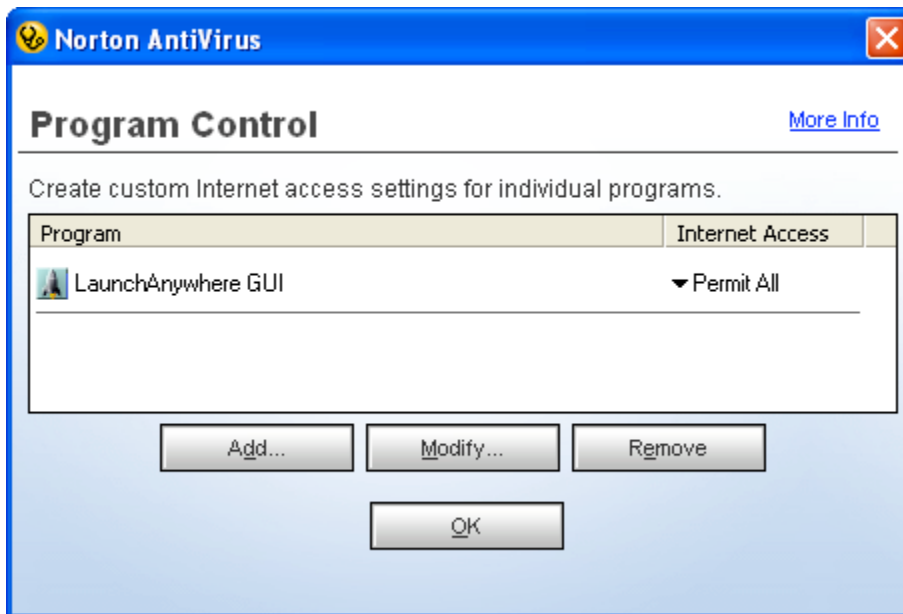 Norton AntiVirus
Program Control
More Info
Create custom Internet access settings for individual programs.
Program Internet Access
LaunchAnywhere GUI Permit All
Add... Modify... Remove
OK